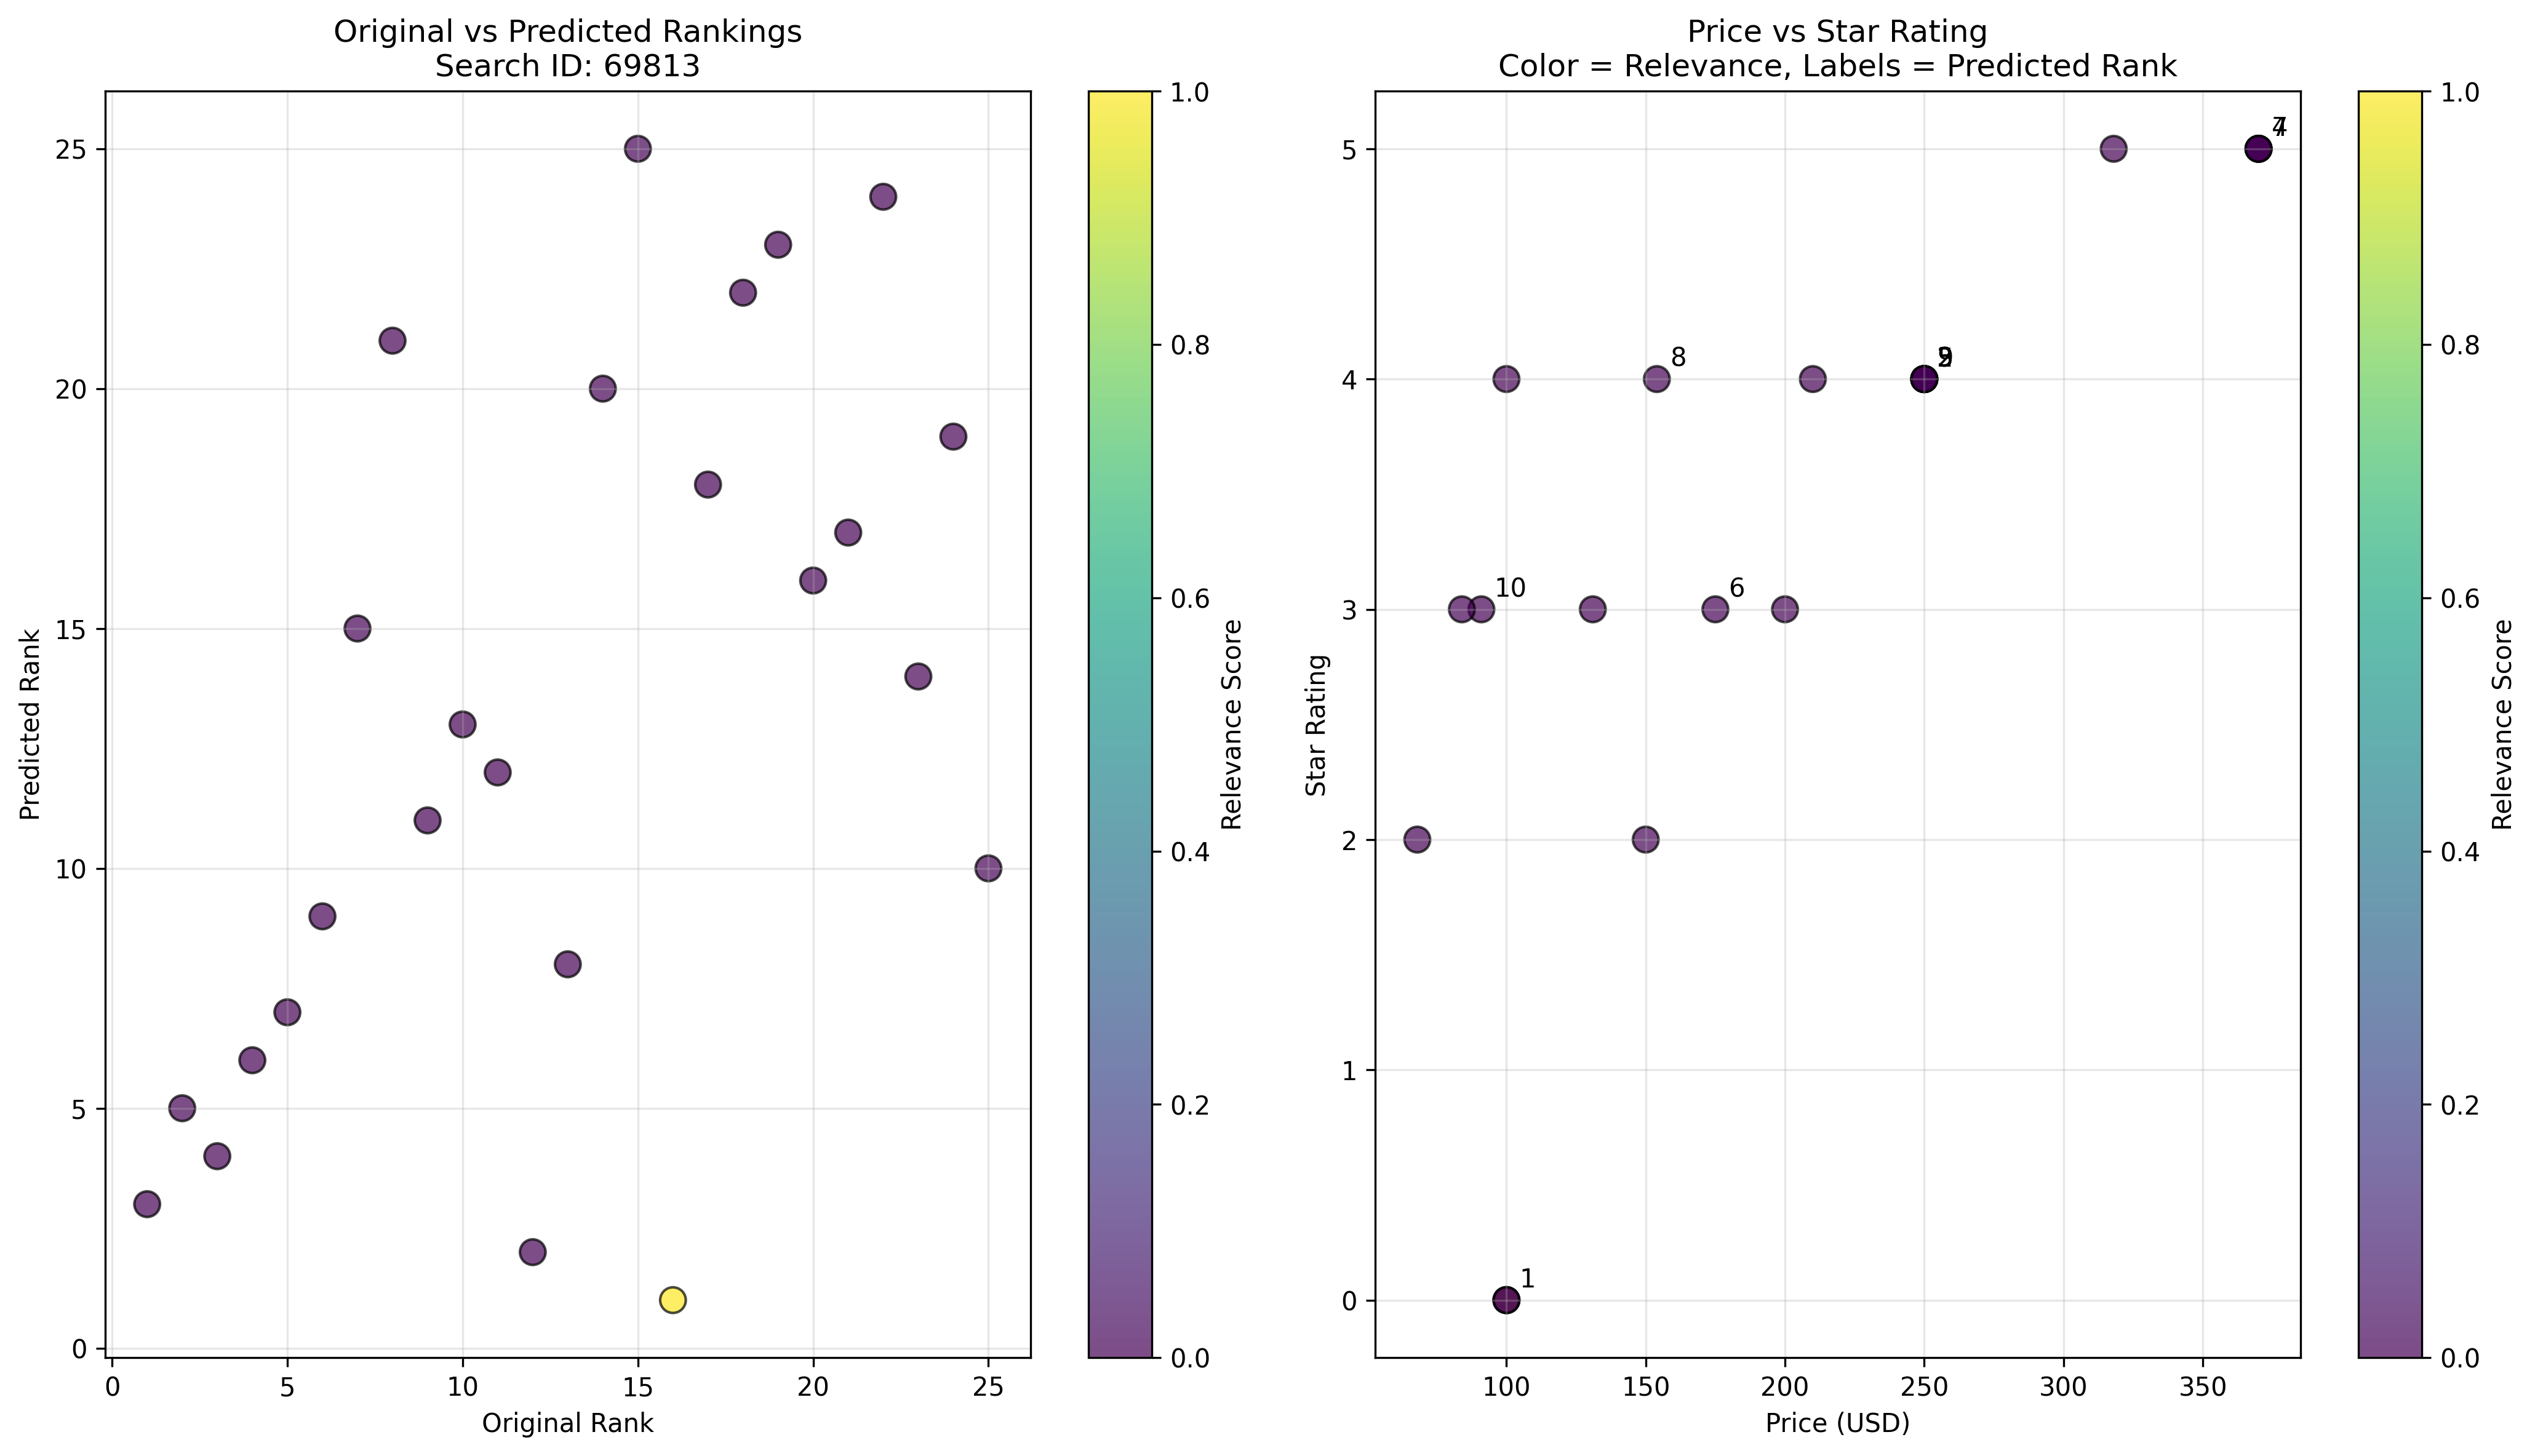 Original vs Predicted Rankings
Search ID: 69813
25
20
15
10
5
0
Predicted Rank
0 5 10 15 20 25
Original Rank
1.0
0.8
0.6
0.4
0.2
0.0
Relevance Score
Price vs Star Rating
Color = Relevance, Labels = Predicted Rank
5
4
3
2
1
0
Star Rating
8
10
6
1
100 150 200 250 300 350
Price (USD)
1.0
0.8
0.6
0.4
0.2
0.0
Relevance Score